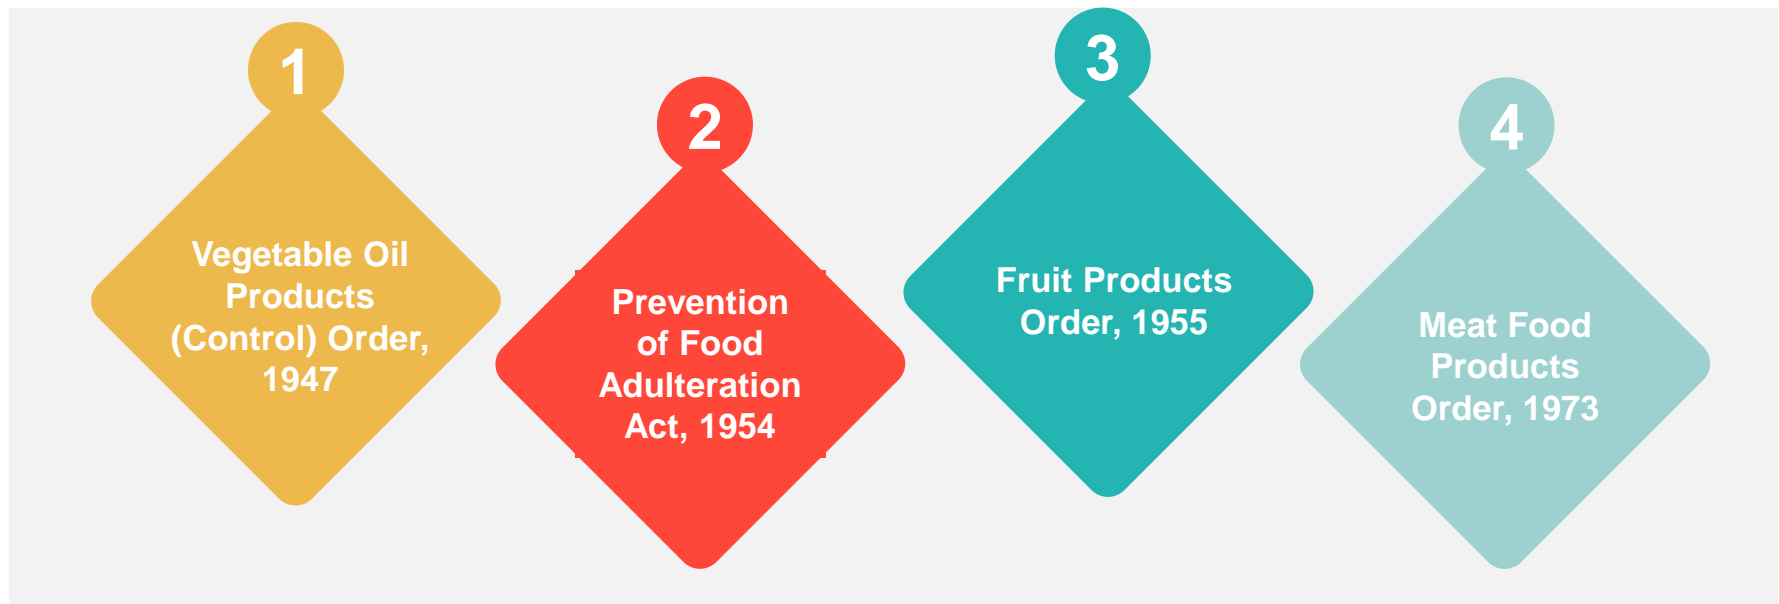 1
Vegetable Oil
Products
(Control) Order,
1947
2
Prevention
of Food
Adulteration
Act, 1954
3
Fruit Products
Order, 1955
4
Meat Food
Products
Order, 1973